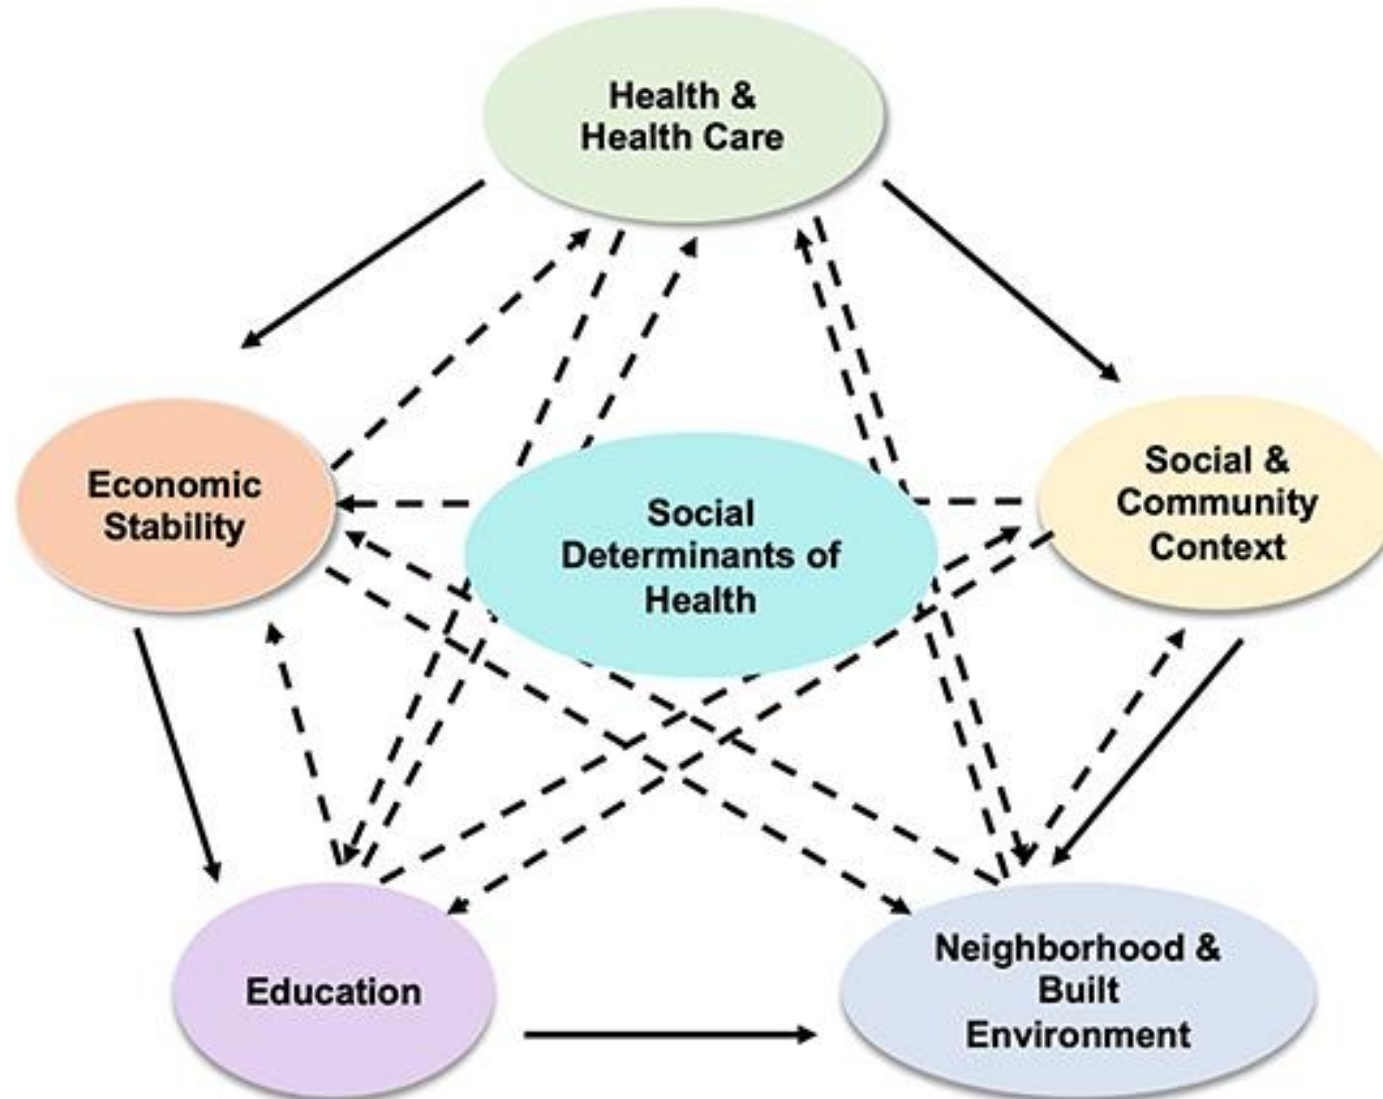 Health &
Health Care
Economic
Stability
Social
Determinants of
Health
Social &
Community
Context
Education
Neighborhood &
Built
Environment